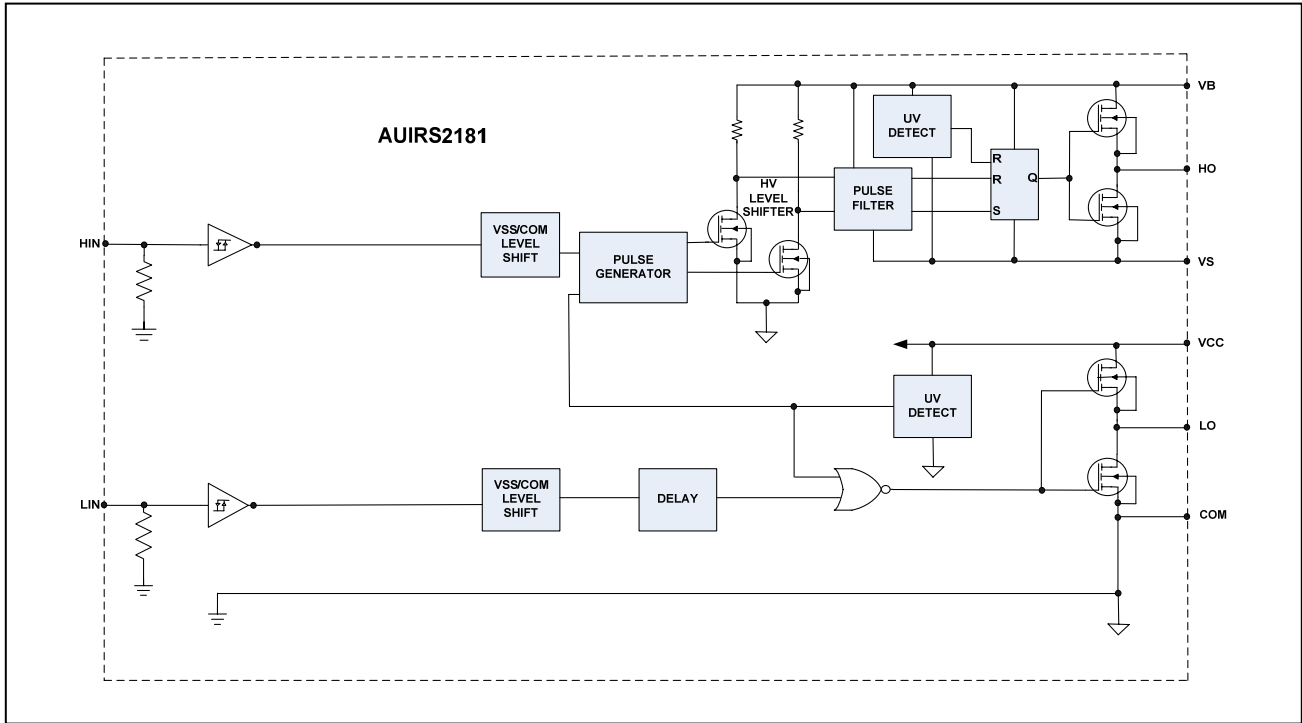 AUIRS2181
VB
UV
DETECT
R
R
Q
S
HO
HV
LEVEL
SHIFTER
PULSE
FILTER
HIN
VSS/COM
LEVEL
SHIFT
PULSE
GENERATOR
VS
VCC
UV
DETECT
LO
LIN
VSS/COM
LEVEL
SHIFT
DELAY
COM